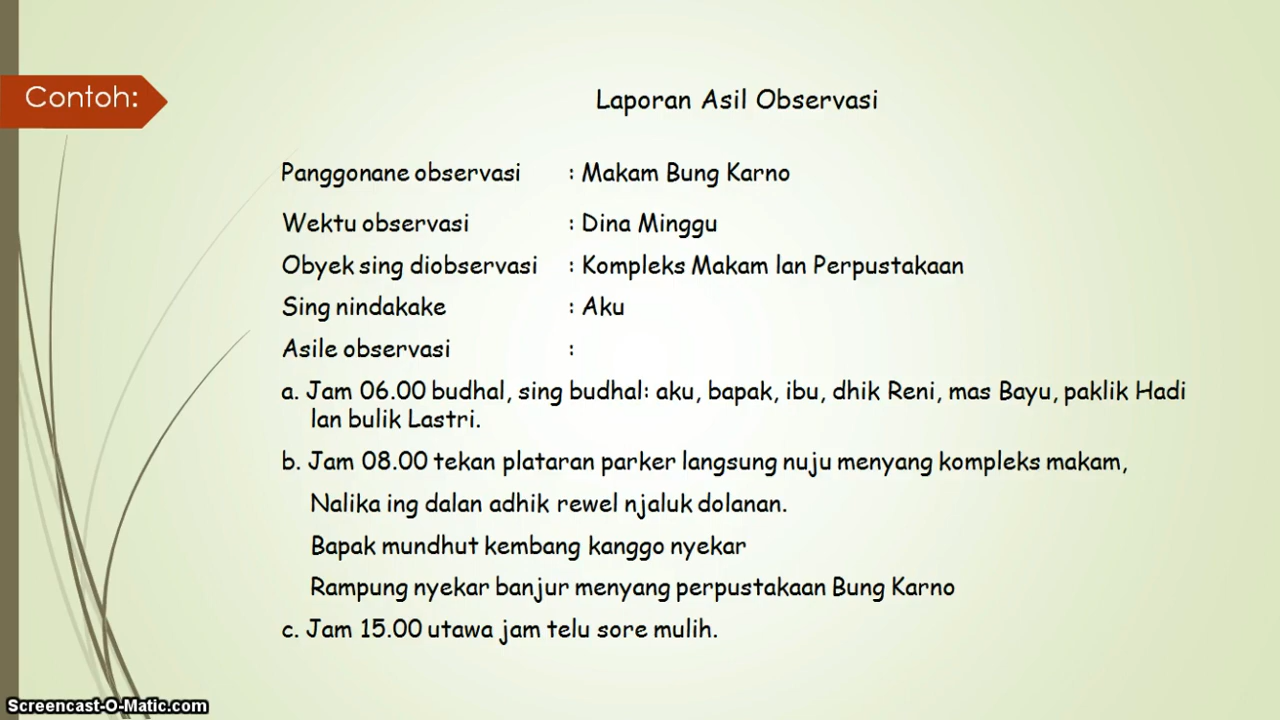 Contoh:
Laporan Asil Observasi
Panggonane observasi : Makam Bung Karno
Wektu observasi : Dina Minggu
Obyek sing diobservasi : Kompleks Makam lan Perpustakaan
Sing nindakake : Aku
Asile observasi :
a. Jam 06.00 budhal, sing budhal: aku, bapak, ibu, dhik Reni, mas Bayu, paklik Hadi
lan bulik Lastri.
b. Jam 08.00 tekan plataran parker langsung nuju menyang kompleks makam,
Nalika ing dalan adhik rewel njaluk dolanan.
Bapak mundhut kembang kanggo nyekar
Rampung nyekar banjur menyang perpustakaan Bung Karno
c. Jam 15.00 utawa jam telu sore mulih.
Screencast-O-Matic.com